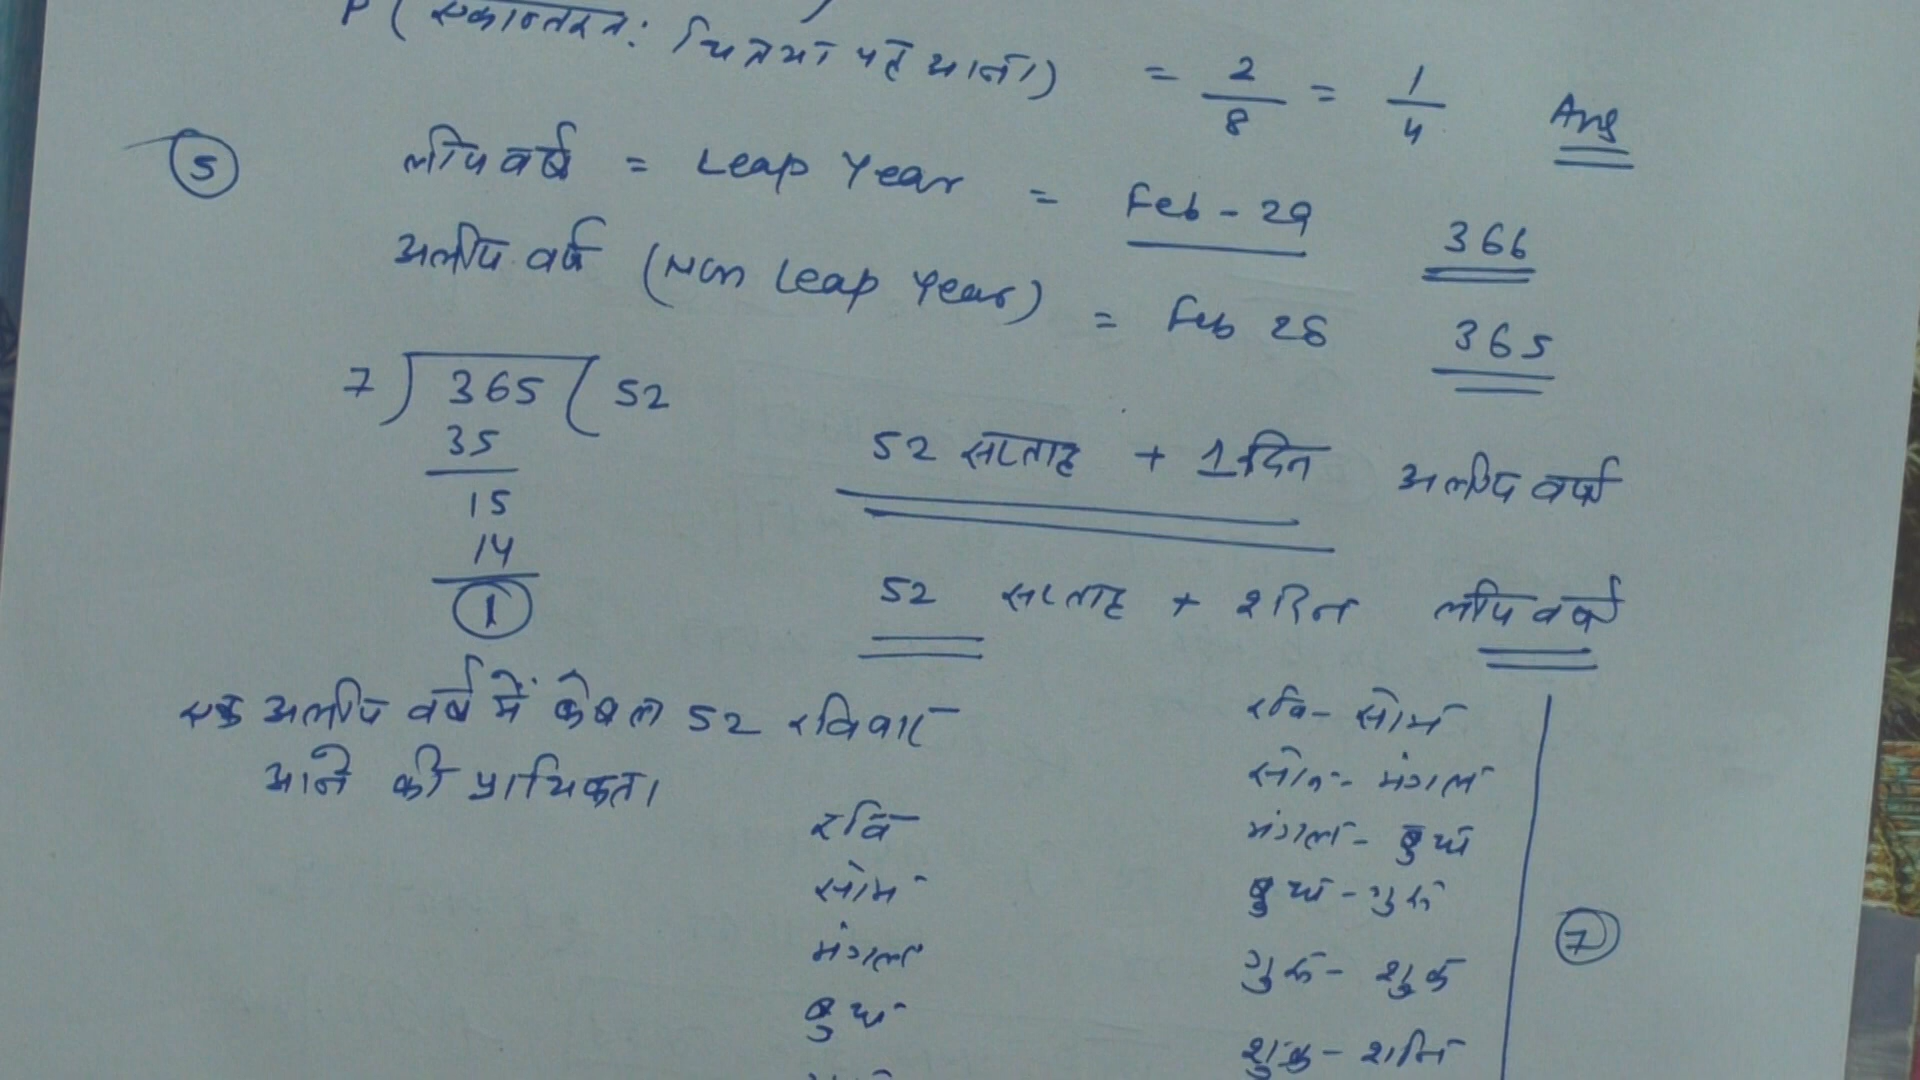 P ( एकान्तरत: चित्र या पट आना ) = 2/8 = 1/4 Ans
5 लीप वर्ष = Leap Year = Feb - 29 366
अलीप वर्ष (Non Leap Year) = Feb 28 365
7 ) 365 ( 52
35
15
14
1
52 सप्ताह + 1 दिन अलीप वर्ष
52 सप्ताह + 2 दिन लीप वर्ष
एक अलीप वर्ष में केवल 52 रविवार
आने की प्रायिकता
रवि
सोम
मंगल
बुध
रवि - सोम
सोम - मंगल
मंगल - बुध
बुध - गुरु
गुरु - शुक्र
शुक्र - शनि
7